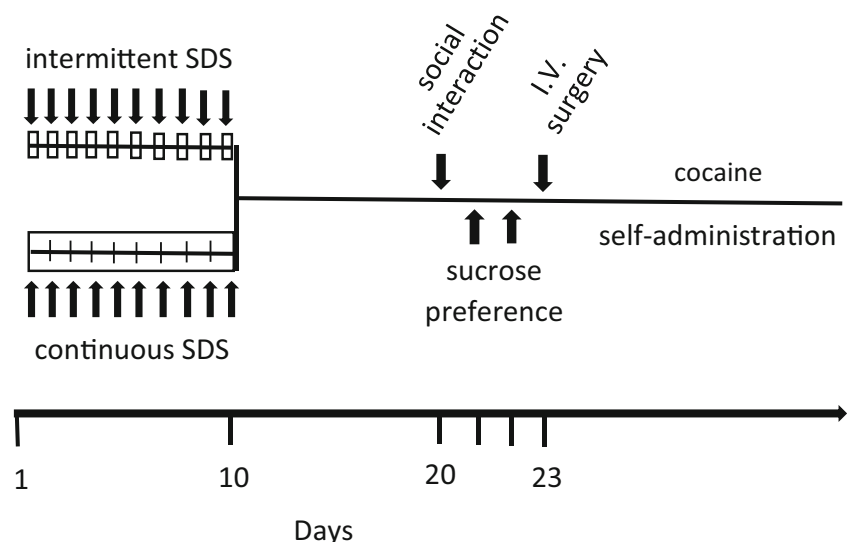 intermittent SDS
social
interaction
I.V.
surgery
cocaine
self-administration
sucrose
preference
continuous SDS
1
10
20
23
Days